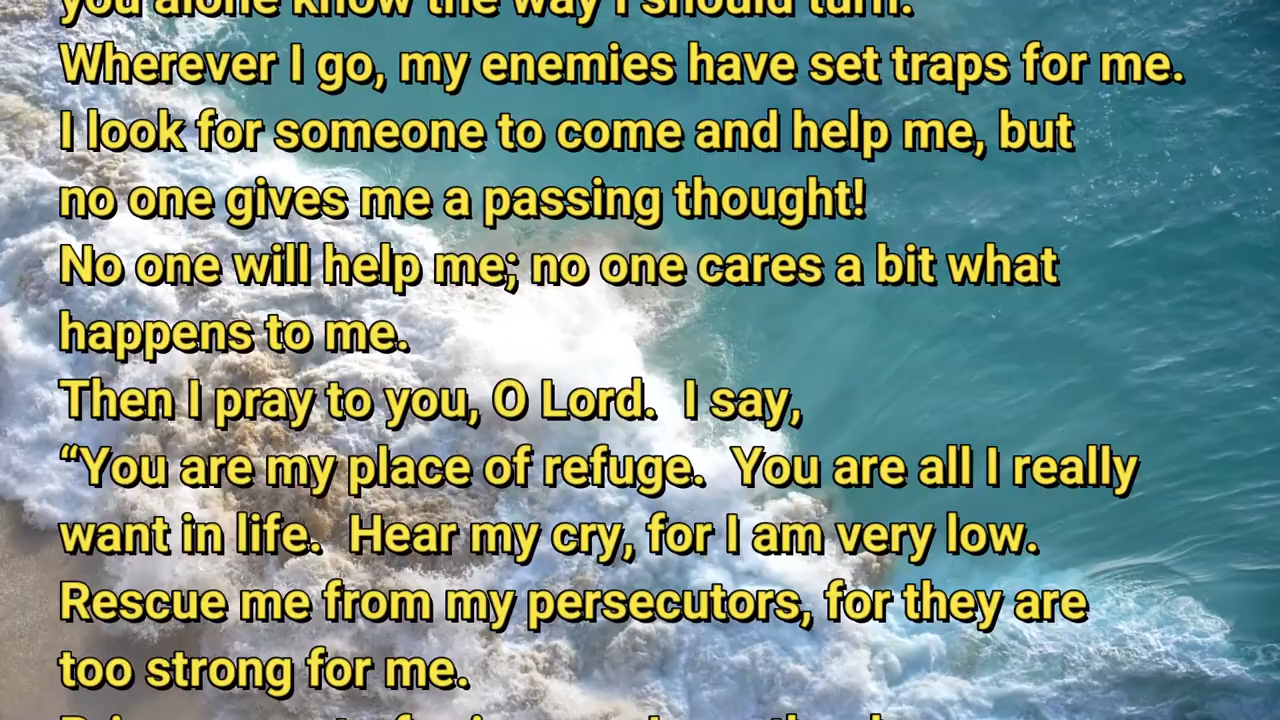 you alone know the way I should turn.
Wherever I go, my enemies have set traps for me.
I look for someone to come and help me, but
no one gives me a passing thought!
No one will help me; no one cares a bit what
happens to me.
Then I pray to you, O Lord.  I say,
“You are my place of refuge.  You are all I really
want in life.  Hear my cry, for I am very low.
Rescue me from my persecutors, for they are
too strong for me.